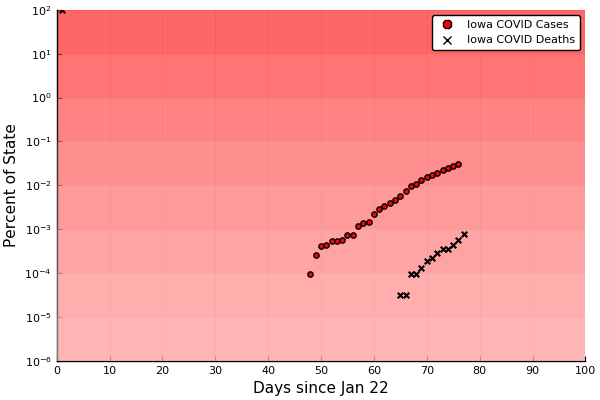 Iowa COVID Cases
Iowa COVID Deaths
10²
10¹
10⁰
10⁻¹
10⁻²
10⁻³
10⁻⁴
10⁻⁵
10⁻⁶
Percent of State
0 10 20 30 40 50 60 70 80 90 100
Days since Jan 22